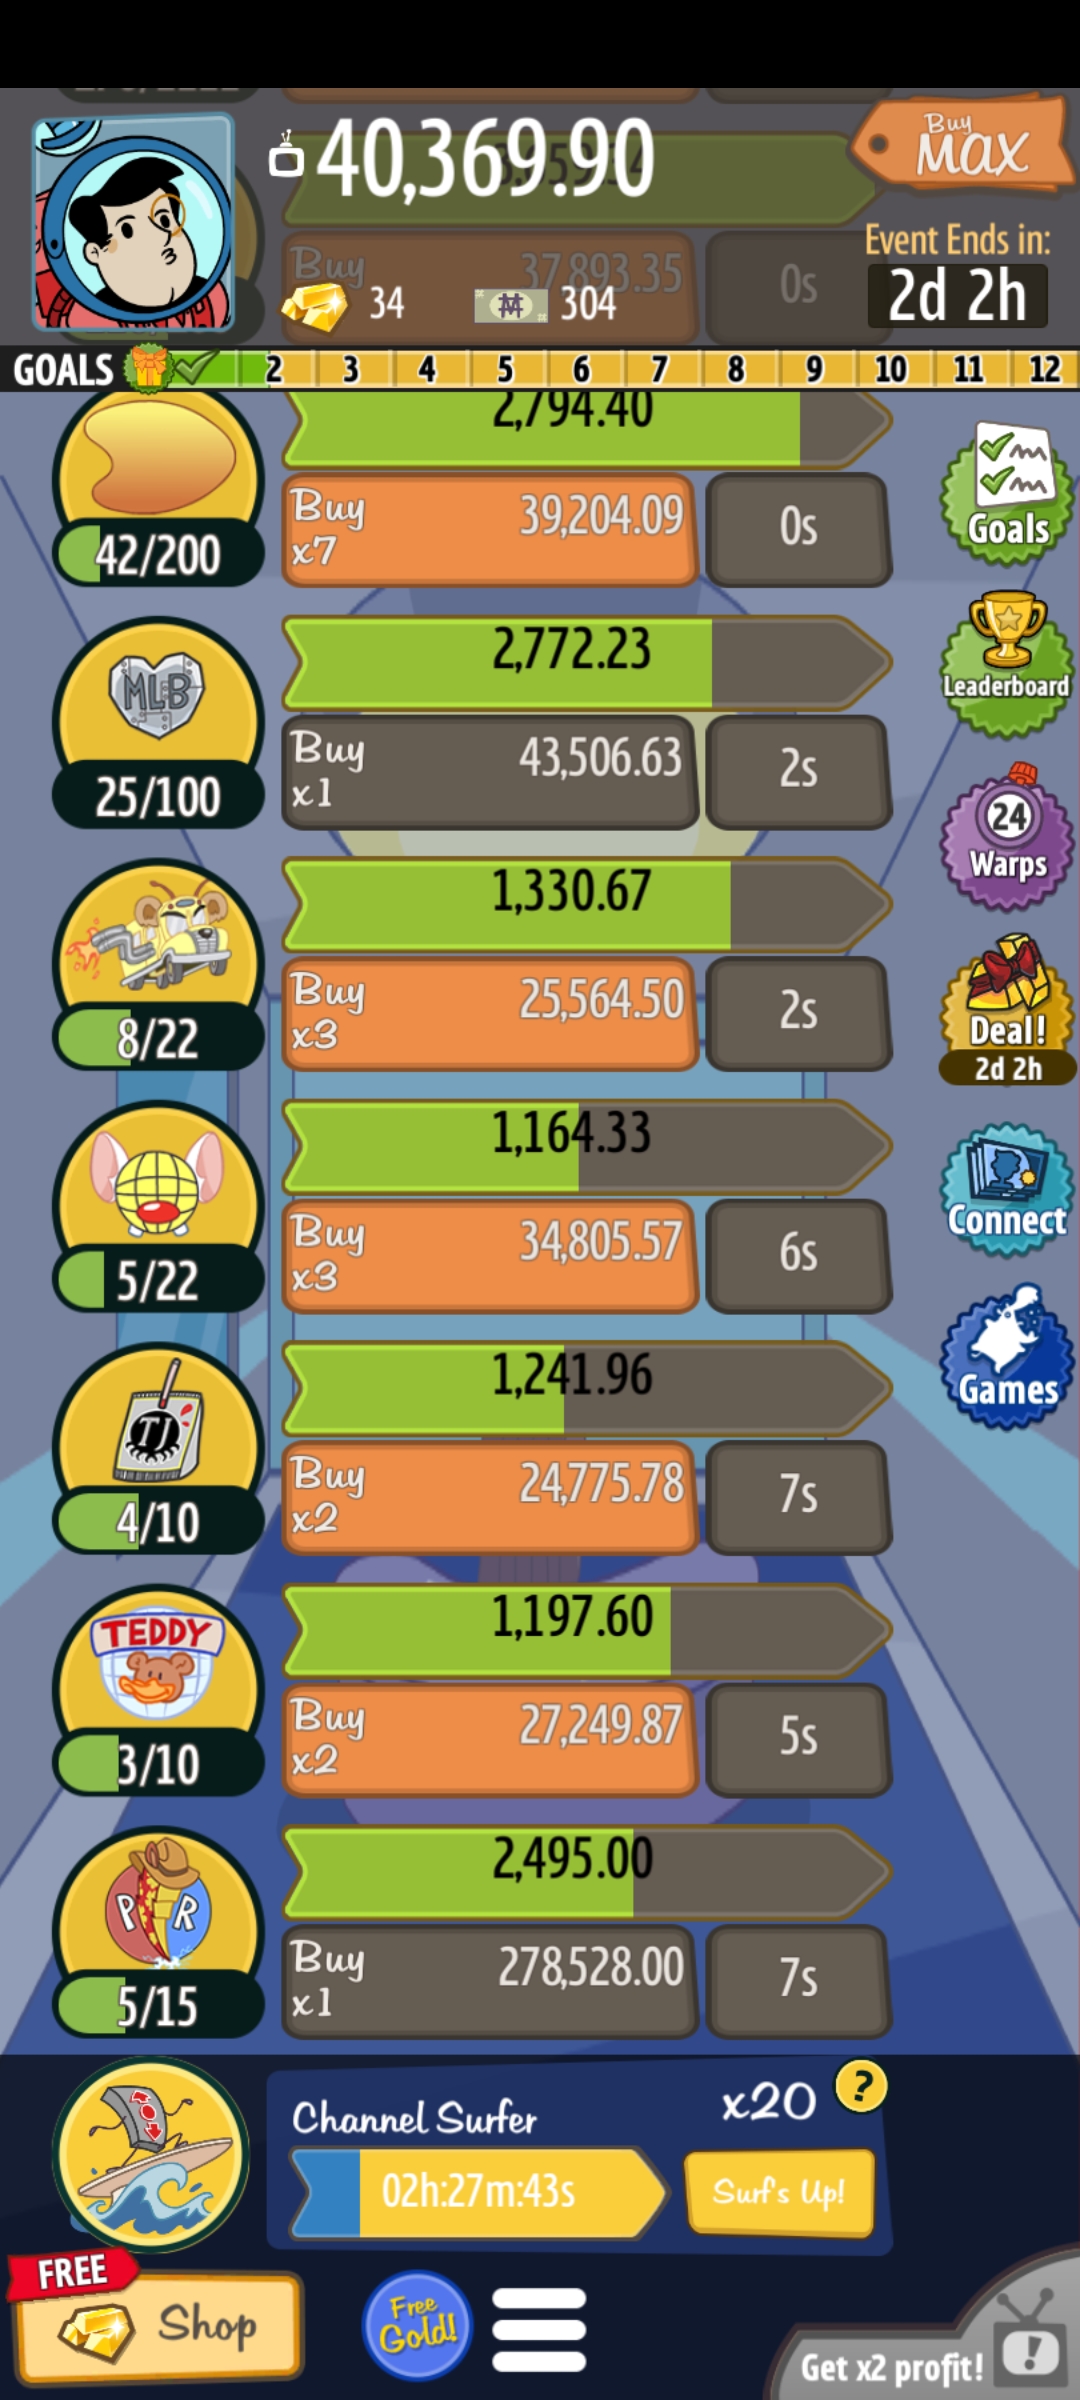 40,369.90
Buy
MAX
Event Ends in:
2d 2h
Buy
37,893.35
0s
34
304
GOALS 2 3 4 5 6 7 8 9 10 11 12
2,794.40
Buy
x7
39,204.09
0s
42/200
Goals
2,772.23
MLB
Buy
x1
43,506.63
2s
25/100
Leaderboard
1,330.67
24
Warps
Buy
x3
25,564.50
2s
8/22
Deal!
2d 2h
1,164.33
Buy
x3
34,805.57
6s
5/22
Connect
1,241.96
TJ
Buy
x2
24,775.78
7s
4/10
Games
1,197.60
TEDDY
Buy
x2
27,249.87
5s
3/10
2,495.00
P R
Buy
x1
278,528.00
7s
5/15
Channel Surfer
x20
?
02h:27m:43s
Surf's Up!
FREE
Shop
Free
Gold!
Get x2 profit!